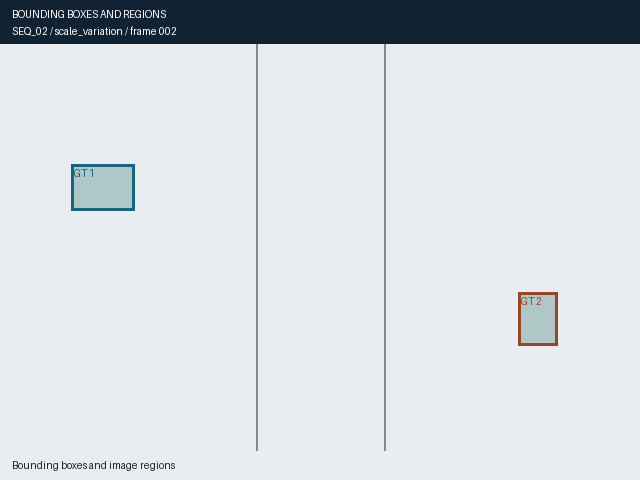 BOUNDING BOXES AND REGIONS
SEQ_02 / scale_variation / frame 002
GT1
GT2
Bounding boxes and image regions